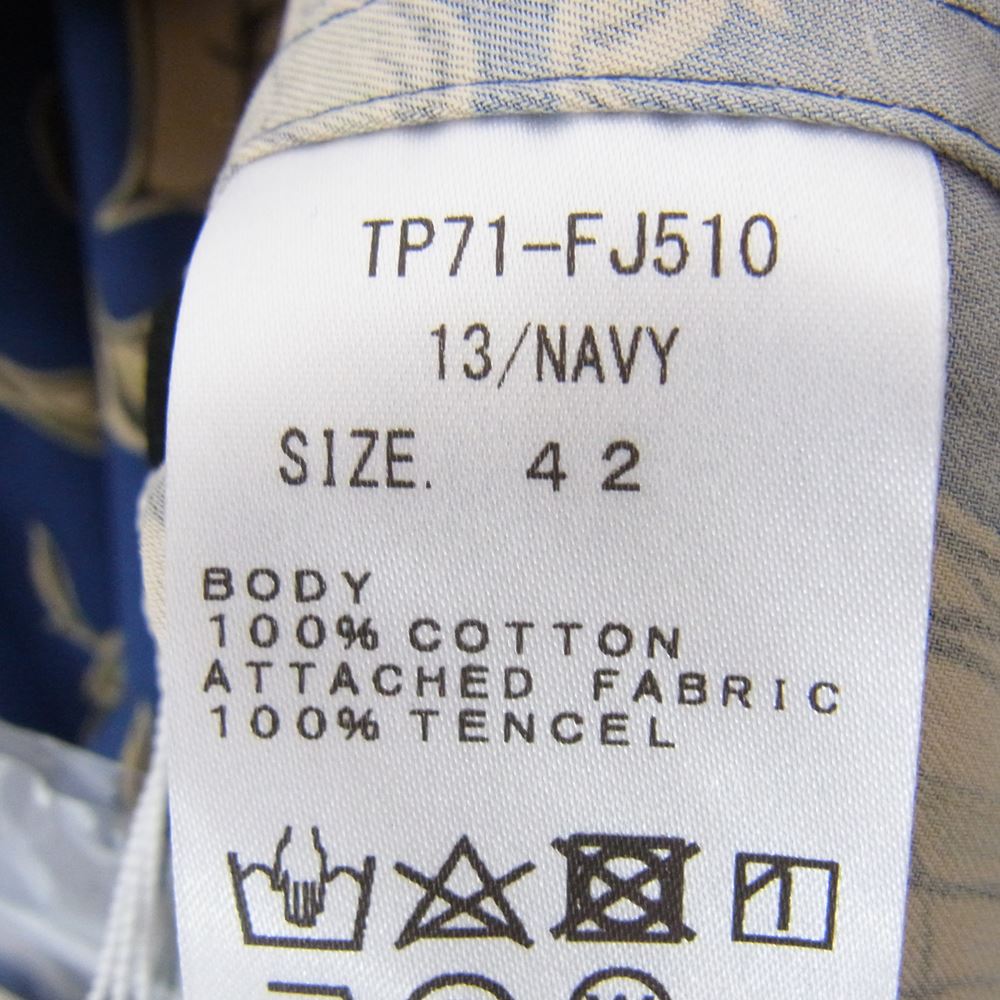 TP71-FJ510
13/NAVY
SIZE. 42
BODY
100% COTTON
ATTACHED FABRIC
100% TENCEL